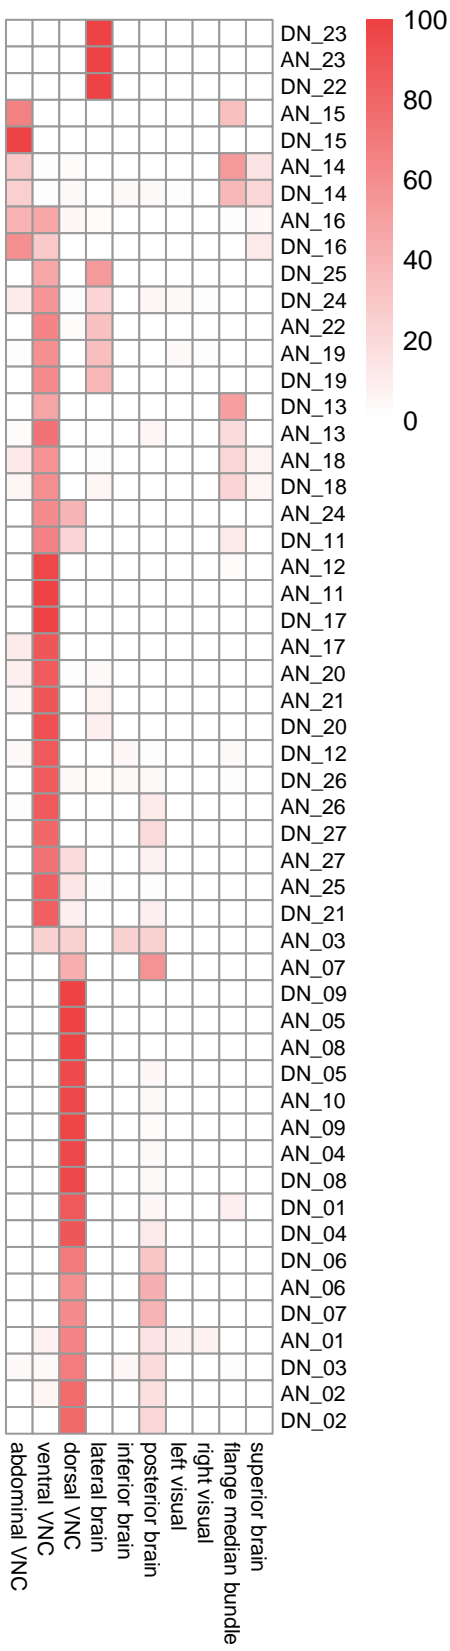 DN_23
AN_23
DN_22
AN_15
DN_15
AN_14
DN_14
AN_16
DN_16
DN_25
DN_24
AN_22
AN_19
DN_19
DN_13
AN_13
AN_18
DN_18
AN_24
DN_11
AN_12
AN_11
DN_17
AN_17
AN_20
AN_21
DN_20
DN_12
DN_26
AN_26
DN_27
AN_27
AN_25
DN_21
AN_03
AN_07
DN_09
AN_05
AN_08
DN_05
AN_10
AN_09
AN_04
DN_08
DN_01
DN_04
DN_06
AN_06
DN_07
AN_01
DN_03
AN_02
DN_02
100
80
60
40
20
0
abdominal VNC
ventral VNC
dorsal VNC
lateral brain
inferior brain
posterior brain
left visual
right visual
flange median bundle
superior brain